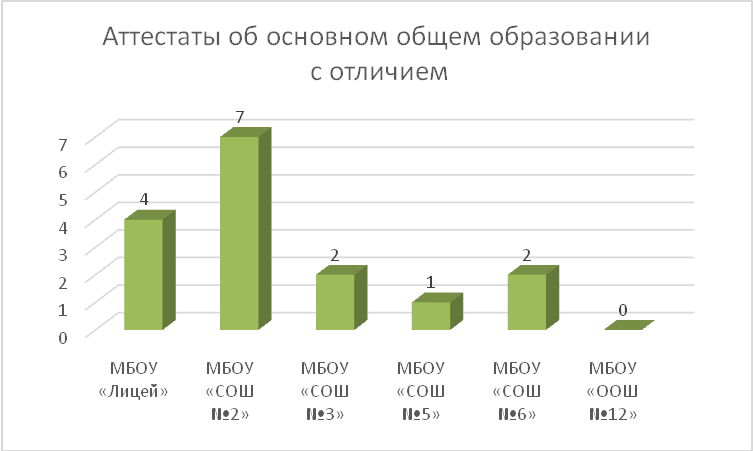 Аттестаты об основном общем образовании
с отличием
7
6
5
4
3
2
1
0
4
7
2
1
2
0
МБОУ «Лицей»
МБОУ «СОШ №2»
МБОУ «СОШ №3»
МБОУ «СОШ №5»
МБОУ «СОШ №6»
МБОУ «ООШ №12»